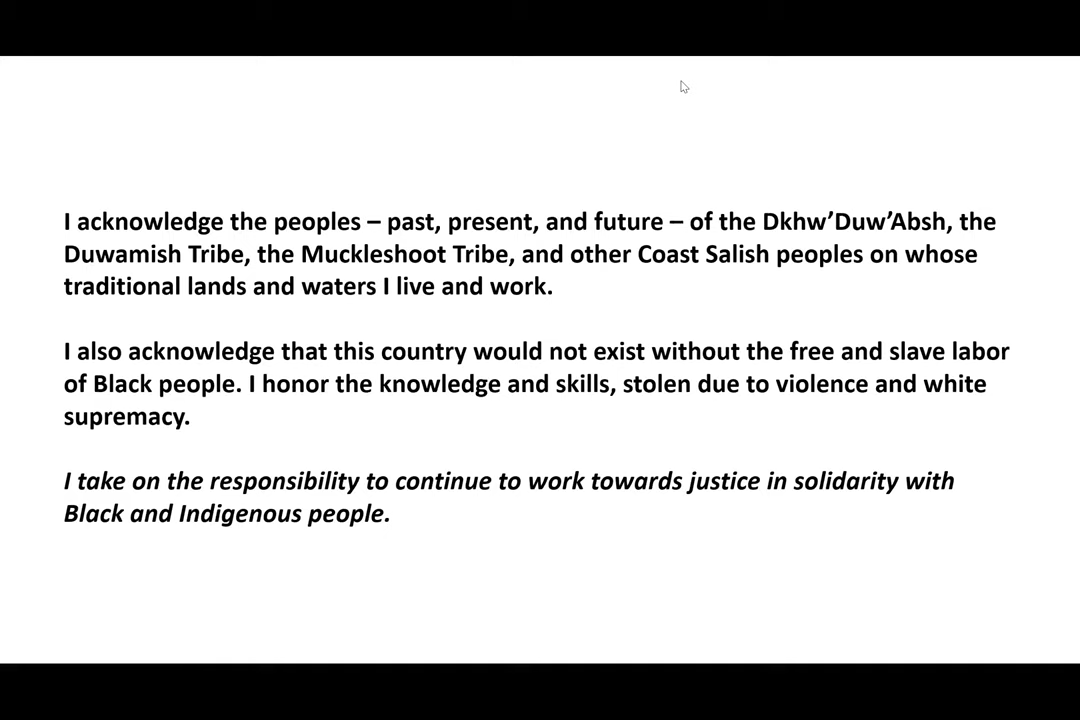 I acknowledge the peoples – past, present, and future – of the Dkhw’Duw’Absh, the
Duwamish Tribe, the Muckleshoot Tribe, and other Coast Salish peoples on whose
traditional lands and waters I live and work.
I also acknowledge that this country would not exist without the free and slave labor
of Black people. I honor the knowledge and skills, stolen due to violence and white
supremacy.
I take on the responsibility to continue to work towards justice in solidarity with
Black and Indigenous people.